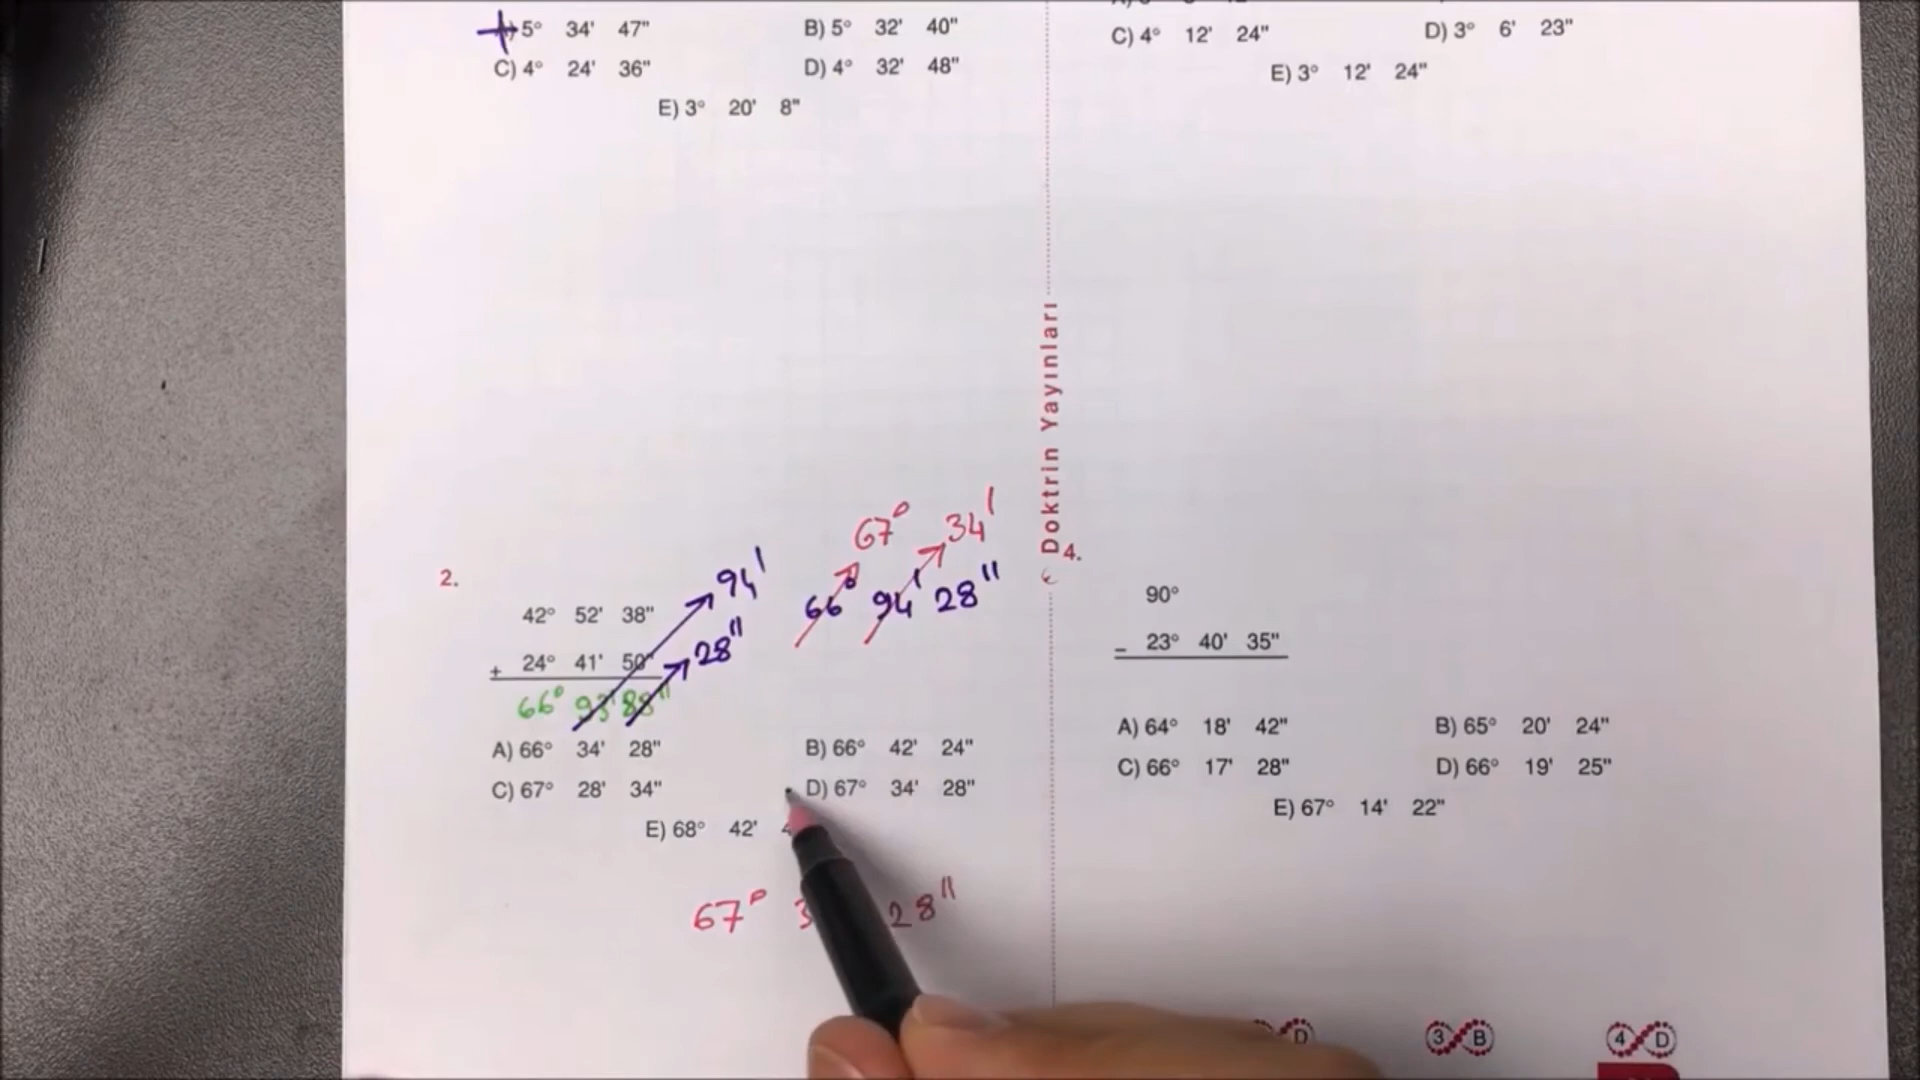 5° 34' 47" B) 5° 32' 40"
C) 4° 24' 36" D) 4° 32' 48"
E) 3° 20' 8"
2.
42° 52' 38"
+ 24° 41' 50"
66° 93' 88"
94'
28"
67° 34'
66° 94' 28"
A) 66° 34' 28" B) 66° 42' 24"
C) 67° 28' 34" D) 67° 34' 28"
E) 68° 42'
67° 3 28"
Doktrin Yayınları
C) 4° 12' 24" D) 3° 6' 23"
E) 3° 12' 24"
4.
90°
- 23° 40' 35"
A) 64° 18' 42" B) 65° 20' 24"
C) 66° 17' 28" D) 66° 19' 25"
E) 67° 14' 22"
D 3 B 4 D